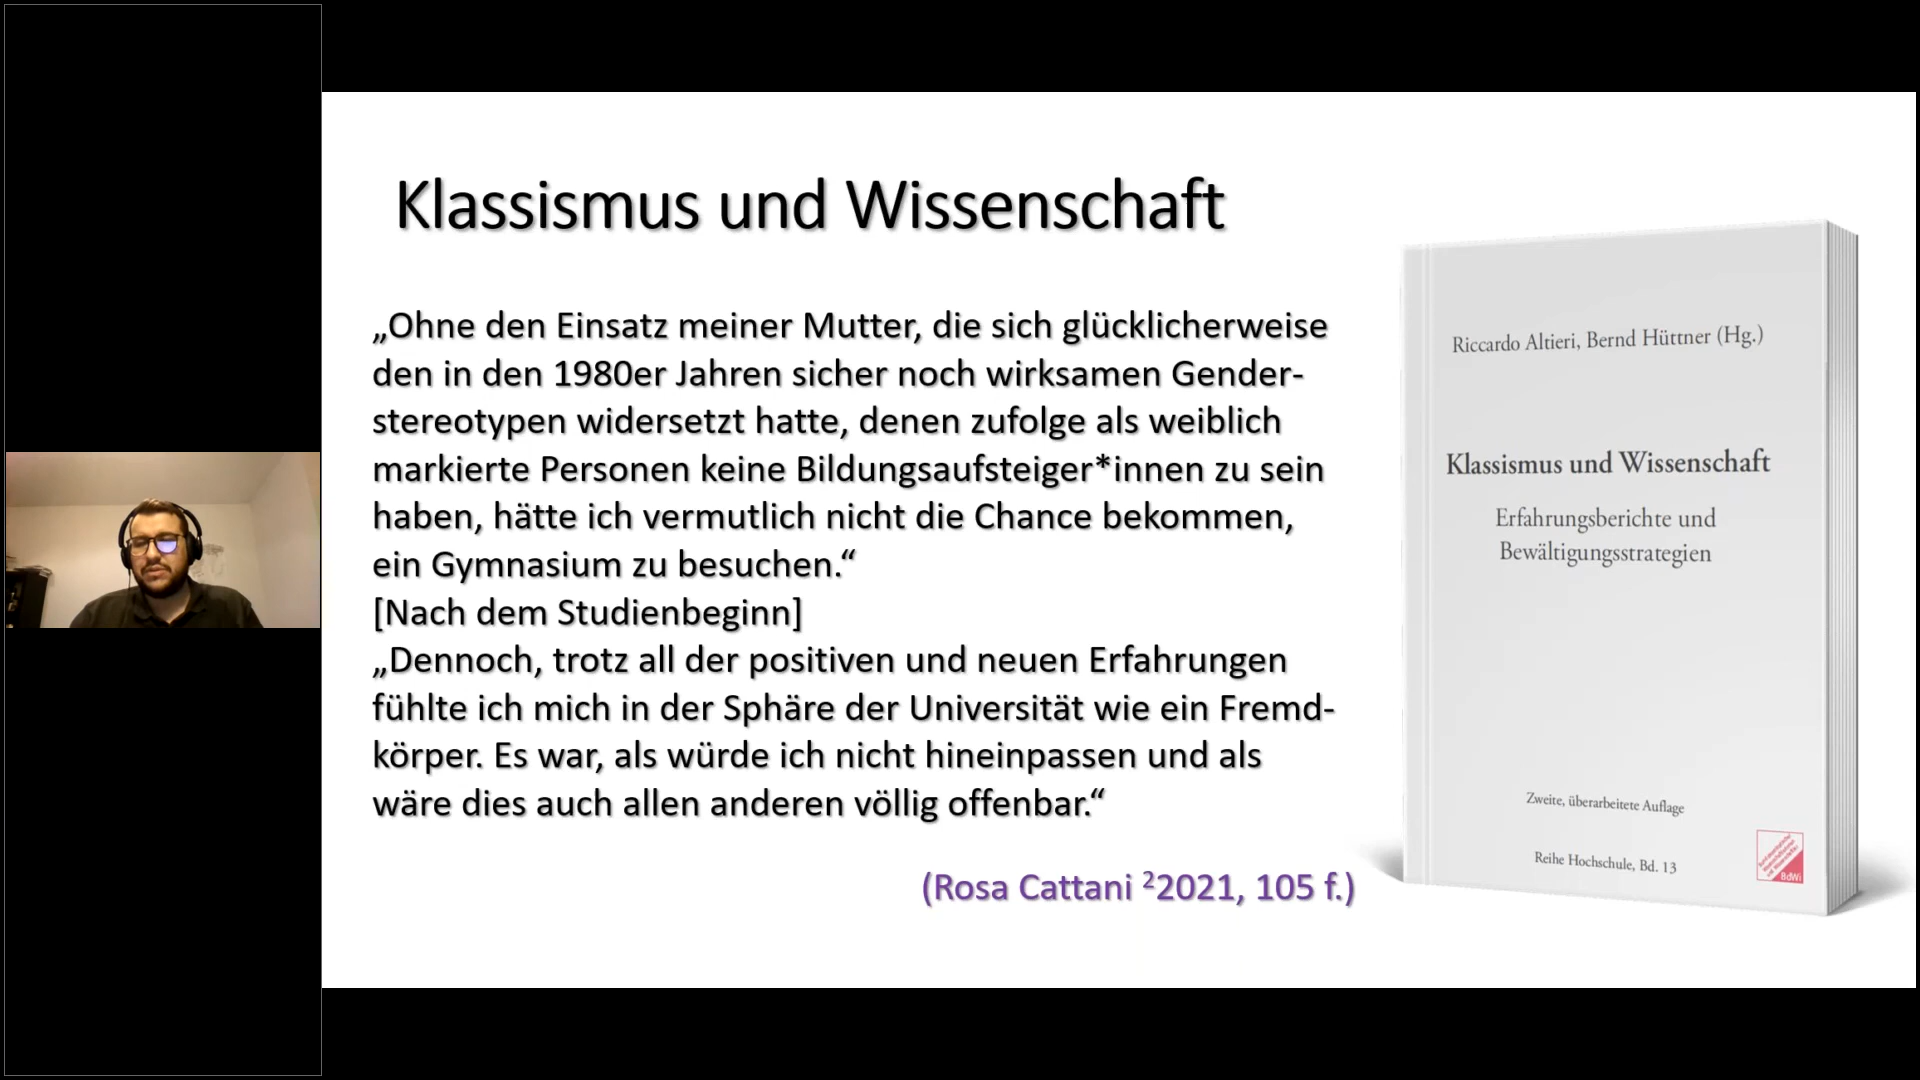 Klassismus und Wissenschaft
„Ohne den Einsatz meiner Mutter, die sich glücklicherweise
den in den 1980er Jahren sicher noch wirksamen Gender-
stereotypen widersetzt hatte, denen zufolge als weiblich
markierte Personen keine Bildungsaufsteiger*innen zu sein
haben, hätte ich vermutlich nicht die Chance bekommen,
ein Gymnasium zu besuchen.“
[Nach dem Studienbeginn]
„Dennoch, trotz all der positiven und neuen Erfahrungen
fühlte ich mich in der Sphäre der Universität wie ein Fremd-
körper. Es war, als würde ich nicht hineinpassen und als
wäre dies auch allen anderen völlig offenbar.“
(Rosa Cattani ²2021, 105 f.)
Riccardo Altieri, Bernd Hüttner (Hg.)
Klassismus und Wissenschaft
Erfahrungsberichte und
Bewältigungsstrategien
Zweite, überarbeitete Auflage
Reihe Hochschule, Bd. 13
BdWi